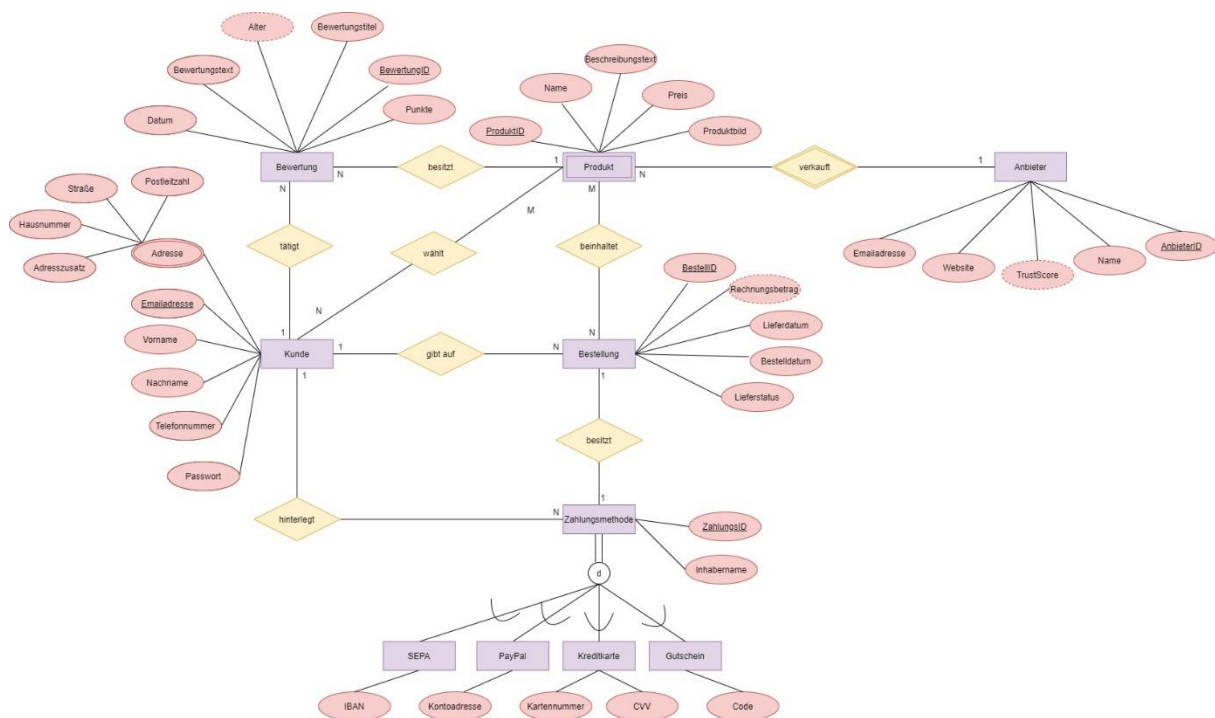 Alter
Bewertungstitel
Bewertungstext
BewertungID
Datum
Punkte
Beschreibungstext
Name
Preis
ProduktID
Produktbild
Bewertung
N
besitzt
1
Produkt
N
verkauft
1
Anbieter
N
M
Straße
Postleitzahl
Hausnummer
Adresszusatz
Adresse
tätigt
wählt
M
beinhaltet
Emailadresse
Website
TrustScore
Name
AnbieterID
BestellID
Rechnungsbetrag
Lieferdatum
Bestelldatum
Lieferstatus
Emailadresse
Vorname
Nachname
Telefonnummer
Passwort
1
N
N
Kunde
1
gibt auf
N
Bestellung
1
1
besitzt
hinterlegt
N
1
Zahlungsmethode
ZahlungsID
Inhabername
d
SEPA
PayPal
Kreditkarte
Gutschein
IBAN
Kontoadresse
Kartennummer
CVV
Code